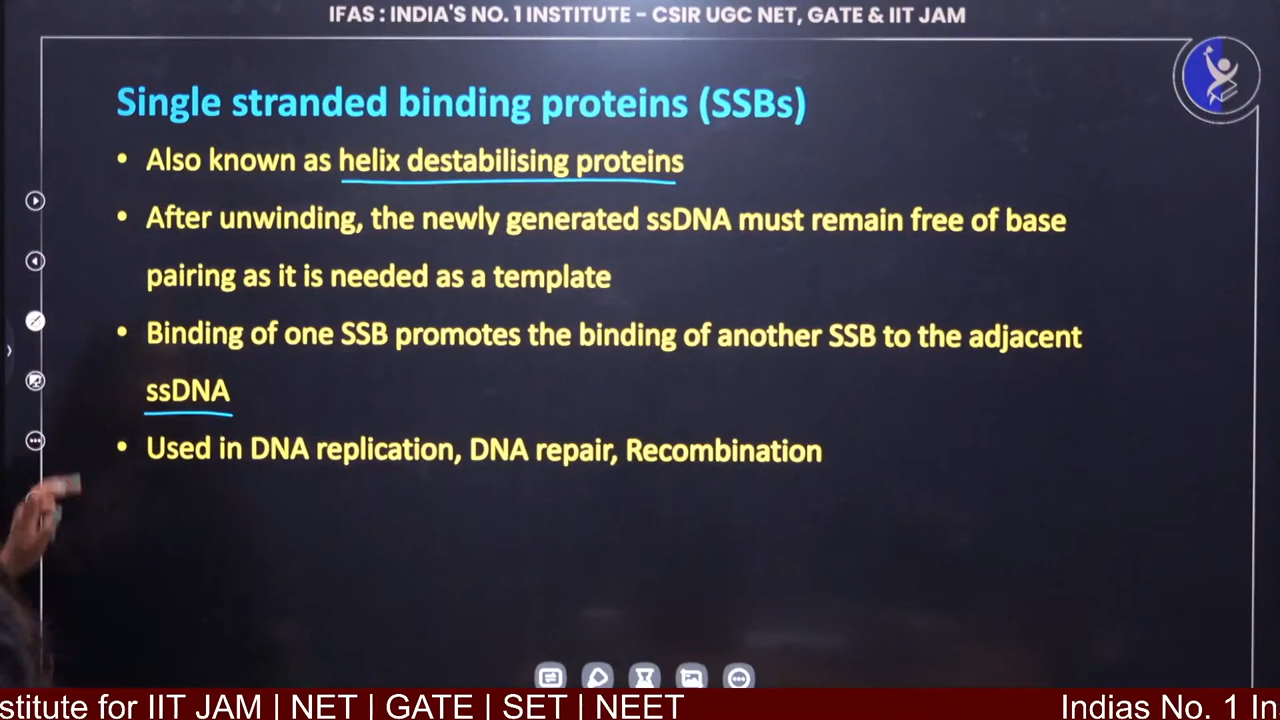 IFAS : INDIA'S NO. 1 INSTITUTE - CSIR UGC NET, GATE & IIT JAM
Single stranded binding proteins (SSBs)
• Also known as helix destabilising proteins
• After unwinding, the newly generated ssDNA must remain free of base
pairing as it is needed as a template
• Binding of one SSB promotes the binding of another SSB to the adjacent
ssDNA
• Used in DNA replication, DNA repair, Recombination
stitute for IIT JAM | NET | GATE | SET | NEET Indias No. 1 In